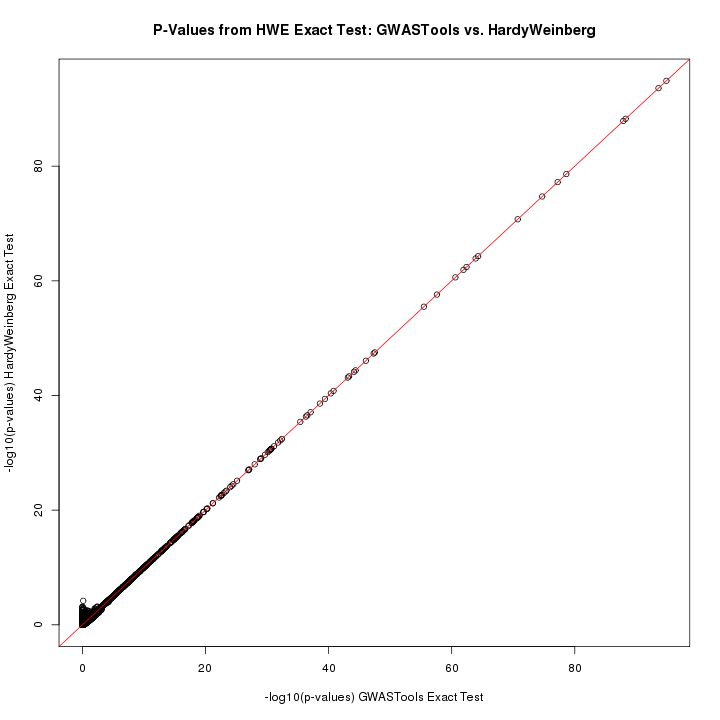 P-Values from HWE Exact Test: GWASTools vs. HardyWeinberg
-log10(p-values) HardyWeinberg Exact Test
80
60
40
20
0
0 20 40 60 80
-log10(p-values) GWASTools Exact Test